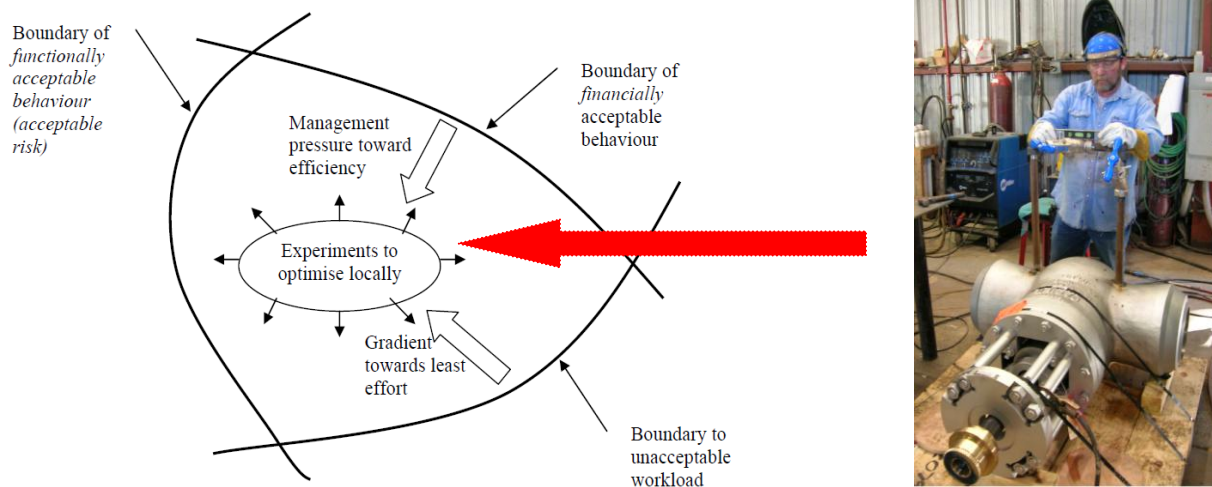 Boundary of
functionally
acceptable
behaviour
(acceptable
risk)
Boundary of
financially
acceptable
behaviour
Management
pressure toward
efficiency
Experiments to
optimise locally
Gradient
towards least
effort
Boundary to
unacceptable
workload